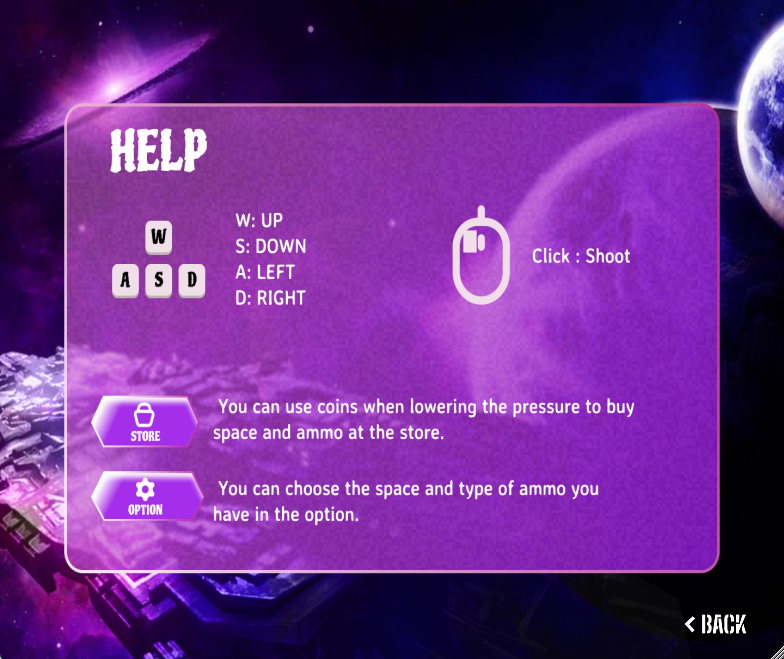 HELP
W
A S D
W: UP
S: DOWN
A: LEFT
D: RIGHT
Click : Shoot
STORE
You can use coins when lowering the pressure to buy
space and ammo at the store.
OPTION
You can choose the space and type of ammo you
have in the option.
< BACK